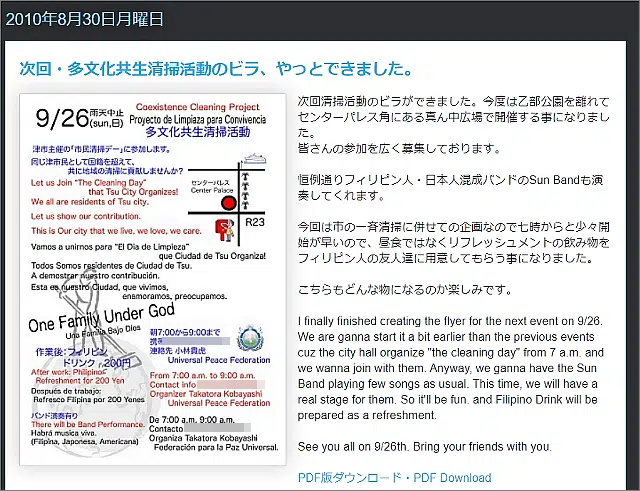 2010年8月30日月曜日
次回・多文化共生清掃活動のビラ、やっとできました。
9/26 雨天中止
(sun,日)
Coexistence Cleaning Project
Proyecto de Limpieza para Convivencia
多文化共生清掃活動
津市主催の「市民清掃デー」に参加します。
同じ津市民として国籍を超えて、
共に地域の清掃に貢献しませんか?
Let us Join "The Cleaning Day"
that Tsu City Organizes!
We all are residents of Tsu city.
Let us show our contribution.
This is Our city that we live, we love, we care.
センターパレス
Center Palace
R23
Vamos a unirnos para "El Dia de Limpieza"
que Ciudad de Tsu Organiza!
Todos Somos residentes de Ciudad de Tsu.
A demestrar nuestro contribución.
Esta es nuestro Ciudad, que vivimos,
enamoramos, preocupamos.
One Family Under God
Una Familia Bajo Dios
作業後:フィリピン
ドリンク , 200円
After work: Philipino-
Refreshment for 200 Yen
Después de trabajo:
Refresco Filipina por 200 Yenes
バンド演奏有り
There will be Band Performance.
Habrá musica viva.
(Filipina, Japonesa, Americana)
朝7:00から9:00まで
携
連絡先 小林貴虎
Universal Peace Federation
From 7:00 a.m. to 9:00 a.m.
Contact info
Organizer Takatora Kobayashi
Universal Peace Federation
De 7:00 a.m. 9:00 a.m.
Contacto
Organiza Takatora Kobayashi
Federación para la Paz Universal.
次回清掃活動のビラができました。今度は乙部公園を離れて
センターパレス角にある真ん中広場で開催する事になりまし
た。
皆さんの参加を広く募集しております。
恒例通りフィリピン人・日本人混成バンドのSun Bandも演
奏してくれます。
今回は市の一斉清掃に併せての企画なので七時からと少々開
始が早いので、昼食ではなくリフレッシュメントの飲み物を
フィリピン人の友人達に用意してもらう事になりました。
こちらもどんな物になるのか楽しみです。
I finally finished creating the flyer for the next event on 9/26.
We are ganna start it a bit earlier than the previous events
cuz the city hall organize "the cleaning day" from 7 a.m. and
we wanna join with them. Anyway, we ganna have the Sun
Band playing few songs as usual. This time, we will have a
real stage for them. So it'll be fun. and Filipino Drink will be
prepared as a refreshment.
See you all on 9/26th. Bring your friends with you.
PDF版ダウンロード・PDF Download